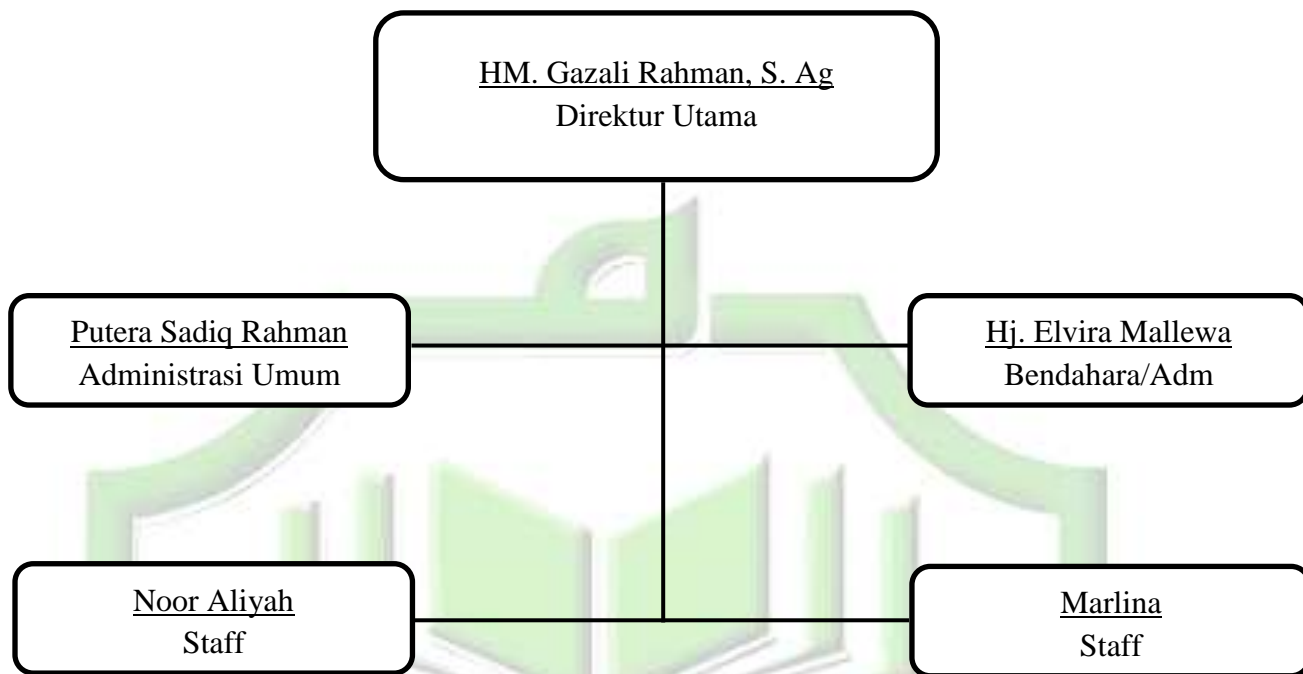 HM. Gazali Rahman, S. Ag
Direktur Utama
Putera Sadiq Rahman
Administrasi Umum
Hj. Elvira Mallewa
Bendahara/Adm
Noor Aliyah
Staff
Marlina
Staff